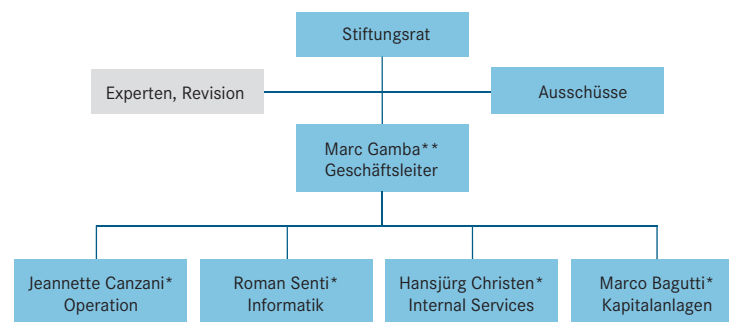 Stiftungsrat
Experten, Revision
Ausschüsse
Marc Gamba**
Geschäftsleiter
Jeannette Canzani*
Operation
Roman Senti*
Informatik
Hansjürg Christen*
Internal Services
Marco Bagutti*
Kapitalanlagen